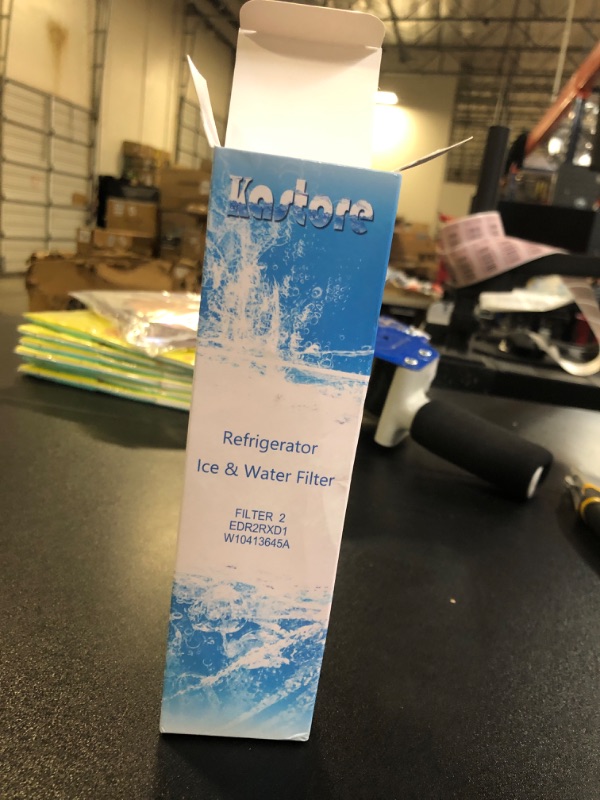 Kastore
Refrigerator
Ice & Water Filter
FILTER 2
EDR2RXD1
W10413645A